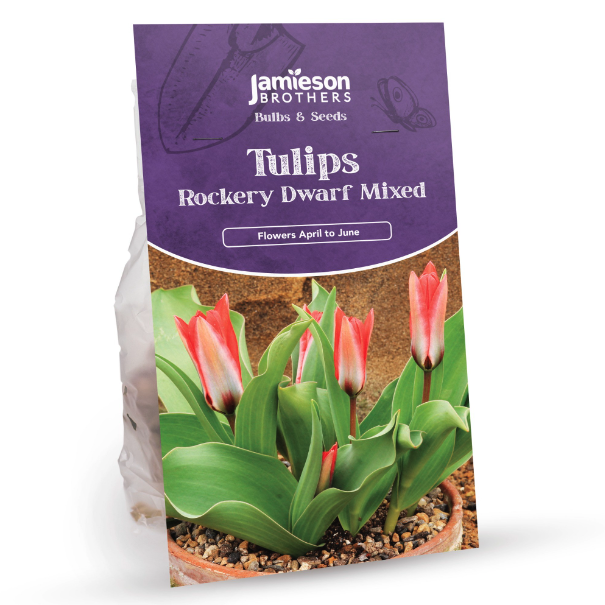 Jamieson
BROTHERS
Bulbs & Seeds
Tulips
Rockery Dwarf Mixed
Flowers April to June